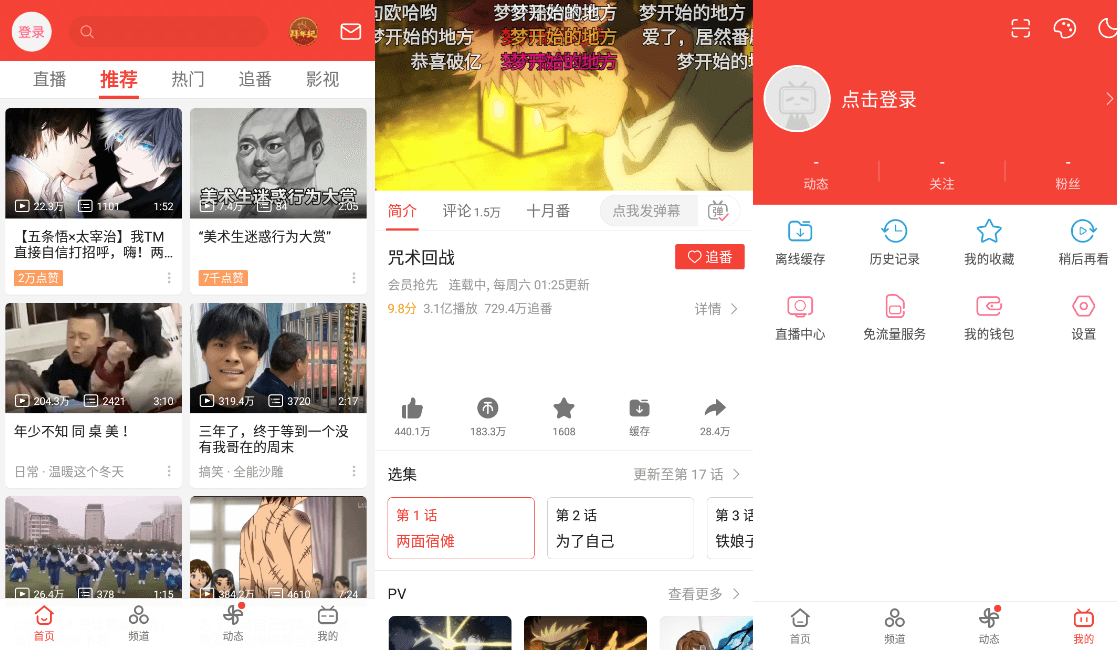 登录
拜年纪
直播
推荐
热门
追番
影视
22.3万
1101
1:52
美术生迷惑行为大赏
7.4万
84
2:05
【五条悟×太宰治】我TM
直接自信打招呼，嗨！两...
2万点赞
“美术生迷惑行为大赏”
7千点赞
204.3万
2421
3:10
319.4万
3720
2:17
年少不知 同 桌 美 ！
日常 · 温暖这个冬天
三年了，终于等到一个没
有我哥在的周末
搞笑 · 全能沙雕
26.4万
378
1:15
384.2万
4610
7:24
首页
频道
动态
我的
句欧哈哟
梦梦开始的地方
梦开始的地方
梦开始的地方
梦开始的地方
爱了，居然番剧
恭喜破亿
梦梦开始的地方
梦开始的地
简介
评论 1.5万
十月番
点我发弹幕
弹
咒术回战
追番
会员抢先 连载中, 每周六 01:25更新
9.8分 3.1亿播放 729.4万追番
详情
440.1万
183.3万
1608
缓存
28.4万
选集
更新至第 17 话
第 1 话
两面宿傩
第 2 话
为了自己
第 3 话
铁娘子
PV
查看更多
点击登录
-
-
-
动态
关注
粉丝
离线缓存
历史记录
我的收藏
稍后再看
直播中心
免流量服务
我的钱包
设置
首页
频道
动态
我的